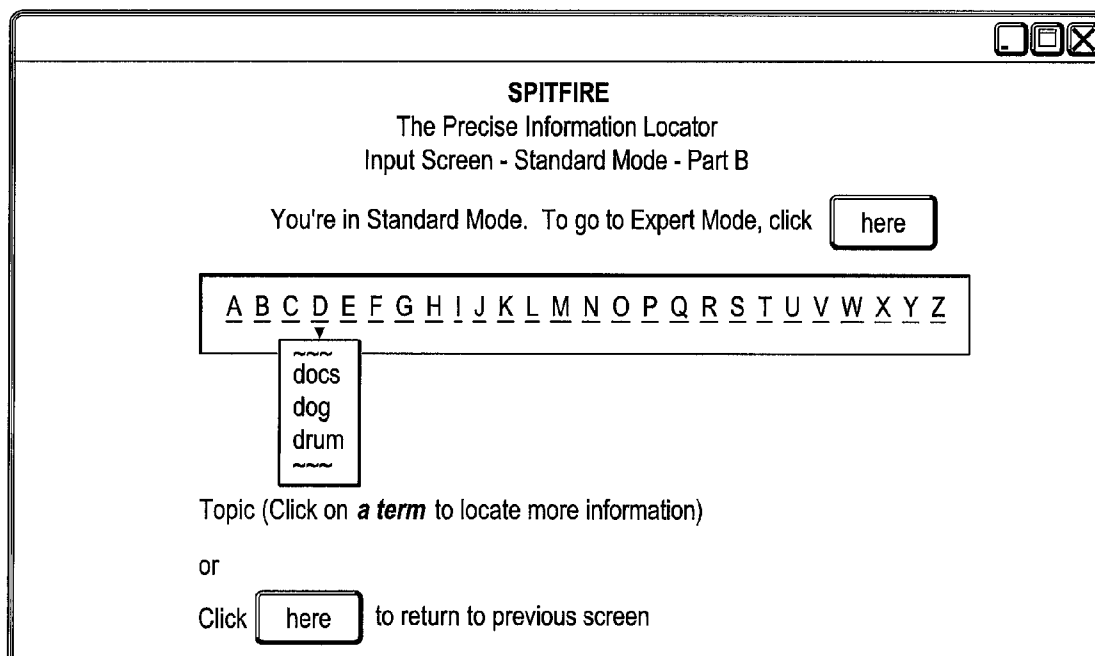 SPITFIRE
The Precise Information Locator
Input Screen - Standard Mode - Part B
You're in Standard Mode. To go to Expert Mode, click here
A B C D E F G H I J K L M N O P Q R S T U V W X Y Z
~~~
docs
dog
drum
~~~
Topic (Click on a term to locate more information)
or
Click here to return to previous screen